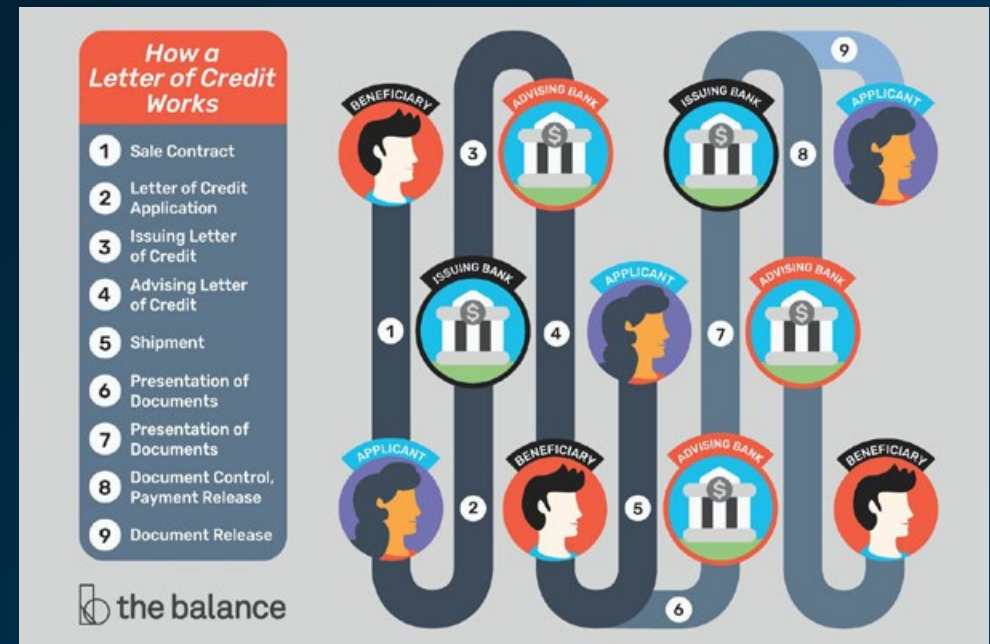 How a
Letter of Credit
Works
1 Sale Contract
2 Letter of Credit
Application
3 Issuing Letter
of Credit
4 Advising Letter
of Credit
5 Shipment
6 Presentation of
Documents
7 Presentation of
Documents
8 Document Control,
Payment Release
9 Document Release
the balance
BENEFICIARY
3
ADVISING BANK
$
ISSUING BANK
$
8
9
APPLICANT
1
ISSUING BANK
$
4
APPLICANT
7
ADVISING BANK
$
APPLICANT
2
BENEFICIARY
5
ADVISING BANK
$
BENEFICIARY
6